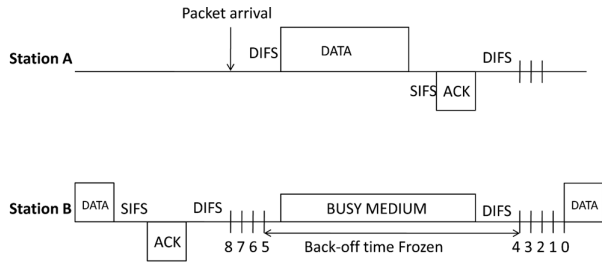 Packet arrival
Station A
DIFS
DATA
SIFS
ACK
DIFS
Station B
DATA
SIFS
ACK
DIFS
8 7 6 5
BUSY MEDIUM
Back-off time Frozen
DIFS
4 3 2 1 0
DATA